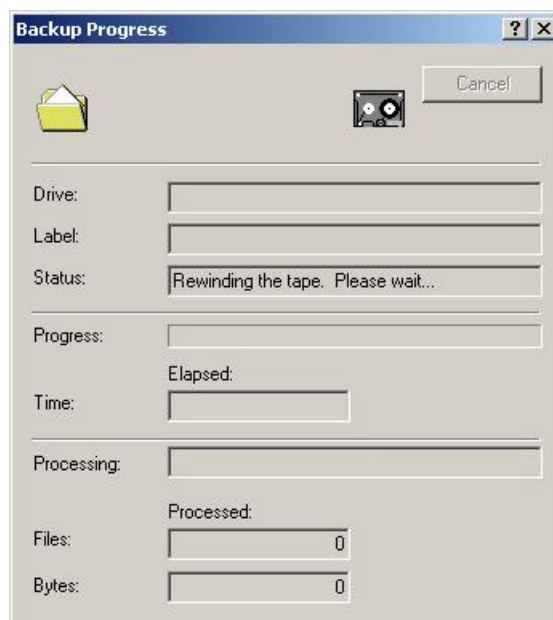 Backup Progress
Cancel
Drive:
Label:
Status: Rewinding the tape.  Please wait...
Progress:
Elapsed:
Time:
Processing:
Processed:
Files: 0
Bytes: 0